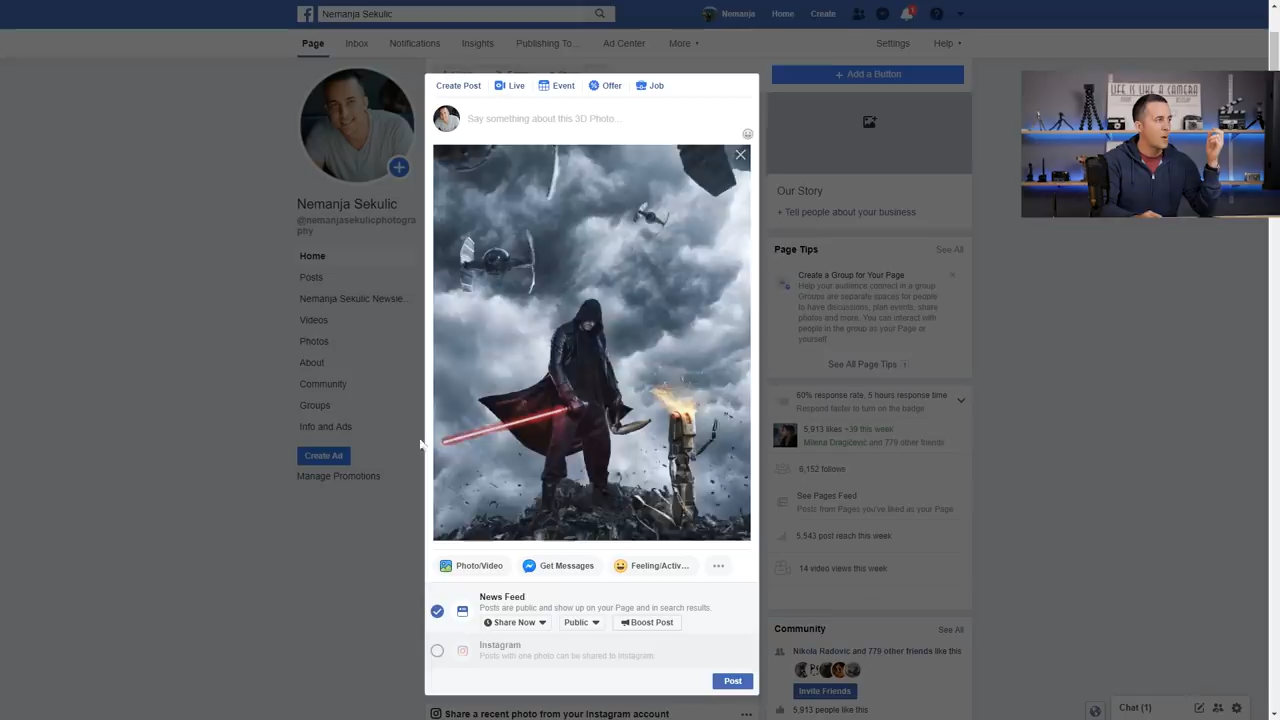 Nemanja Sekulic
Nemanja
Home
Create
1
Page
Inbox
Notifications
Insights
Publishing To...
Ad Center
More
Settings
Help
Nemanja Sekulic
@nemanjasekulicphotogra
phy
Home
Posts
Nemanja Sekulic Newsle...
Videos
Photos
About
Community
Groups
Info and Ads
Create Ad
Manage Promotions
Create Post
Live
Event
Offer
Job
Say something about this 3D Photo...
Photo/Video
Get Messages
Feeling/Activ...
News Feed
Posts are public and show up on your Page and in search results.
Share Now
Public
Boost Post
Instagram
Posts with one photo can be shared to Instagram.
Post
Share a recent photo from your Instagram account
+ Add a Button
Our Story
+ Tell people about your business
Page Tips
See All
Create a Group for Your Page
Help your audience connect in a group.
Groups are separate spaces for people
to have discussions, plan events, share
photos and more. You can interact with
people in the group as your Page or
yourself
See All Page Tips
60% response rate, 5 hours response time
Respond faster to turn on the badge
5,913 likes +39 this week
Milena Dragićević and 779 other friends
6,152 follows
See Pages Feed
Posts from Pages you've liked as your Page
5,543 post reach this week
14 video views this week
Community
See All
Nikola Radovic and 779 other friends like this
Invite Friends
5,913 people like this
LIFE IS LIKE A CAMERA
Chat (1)